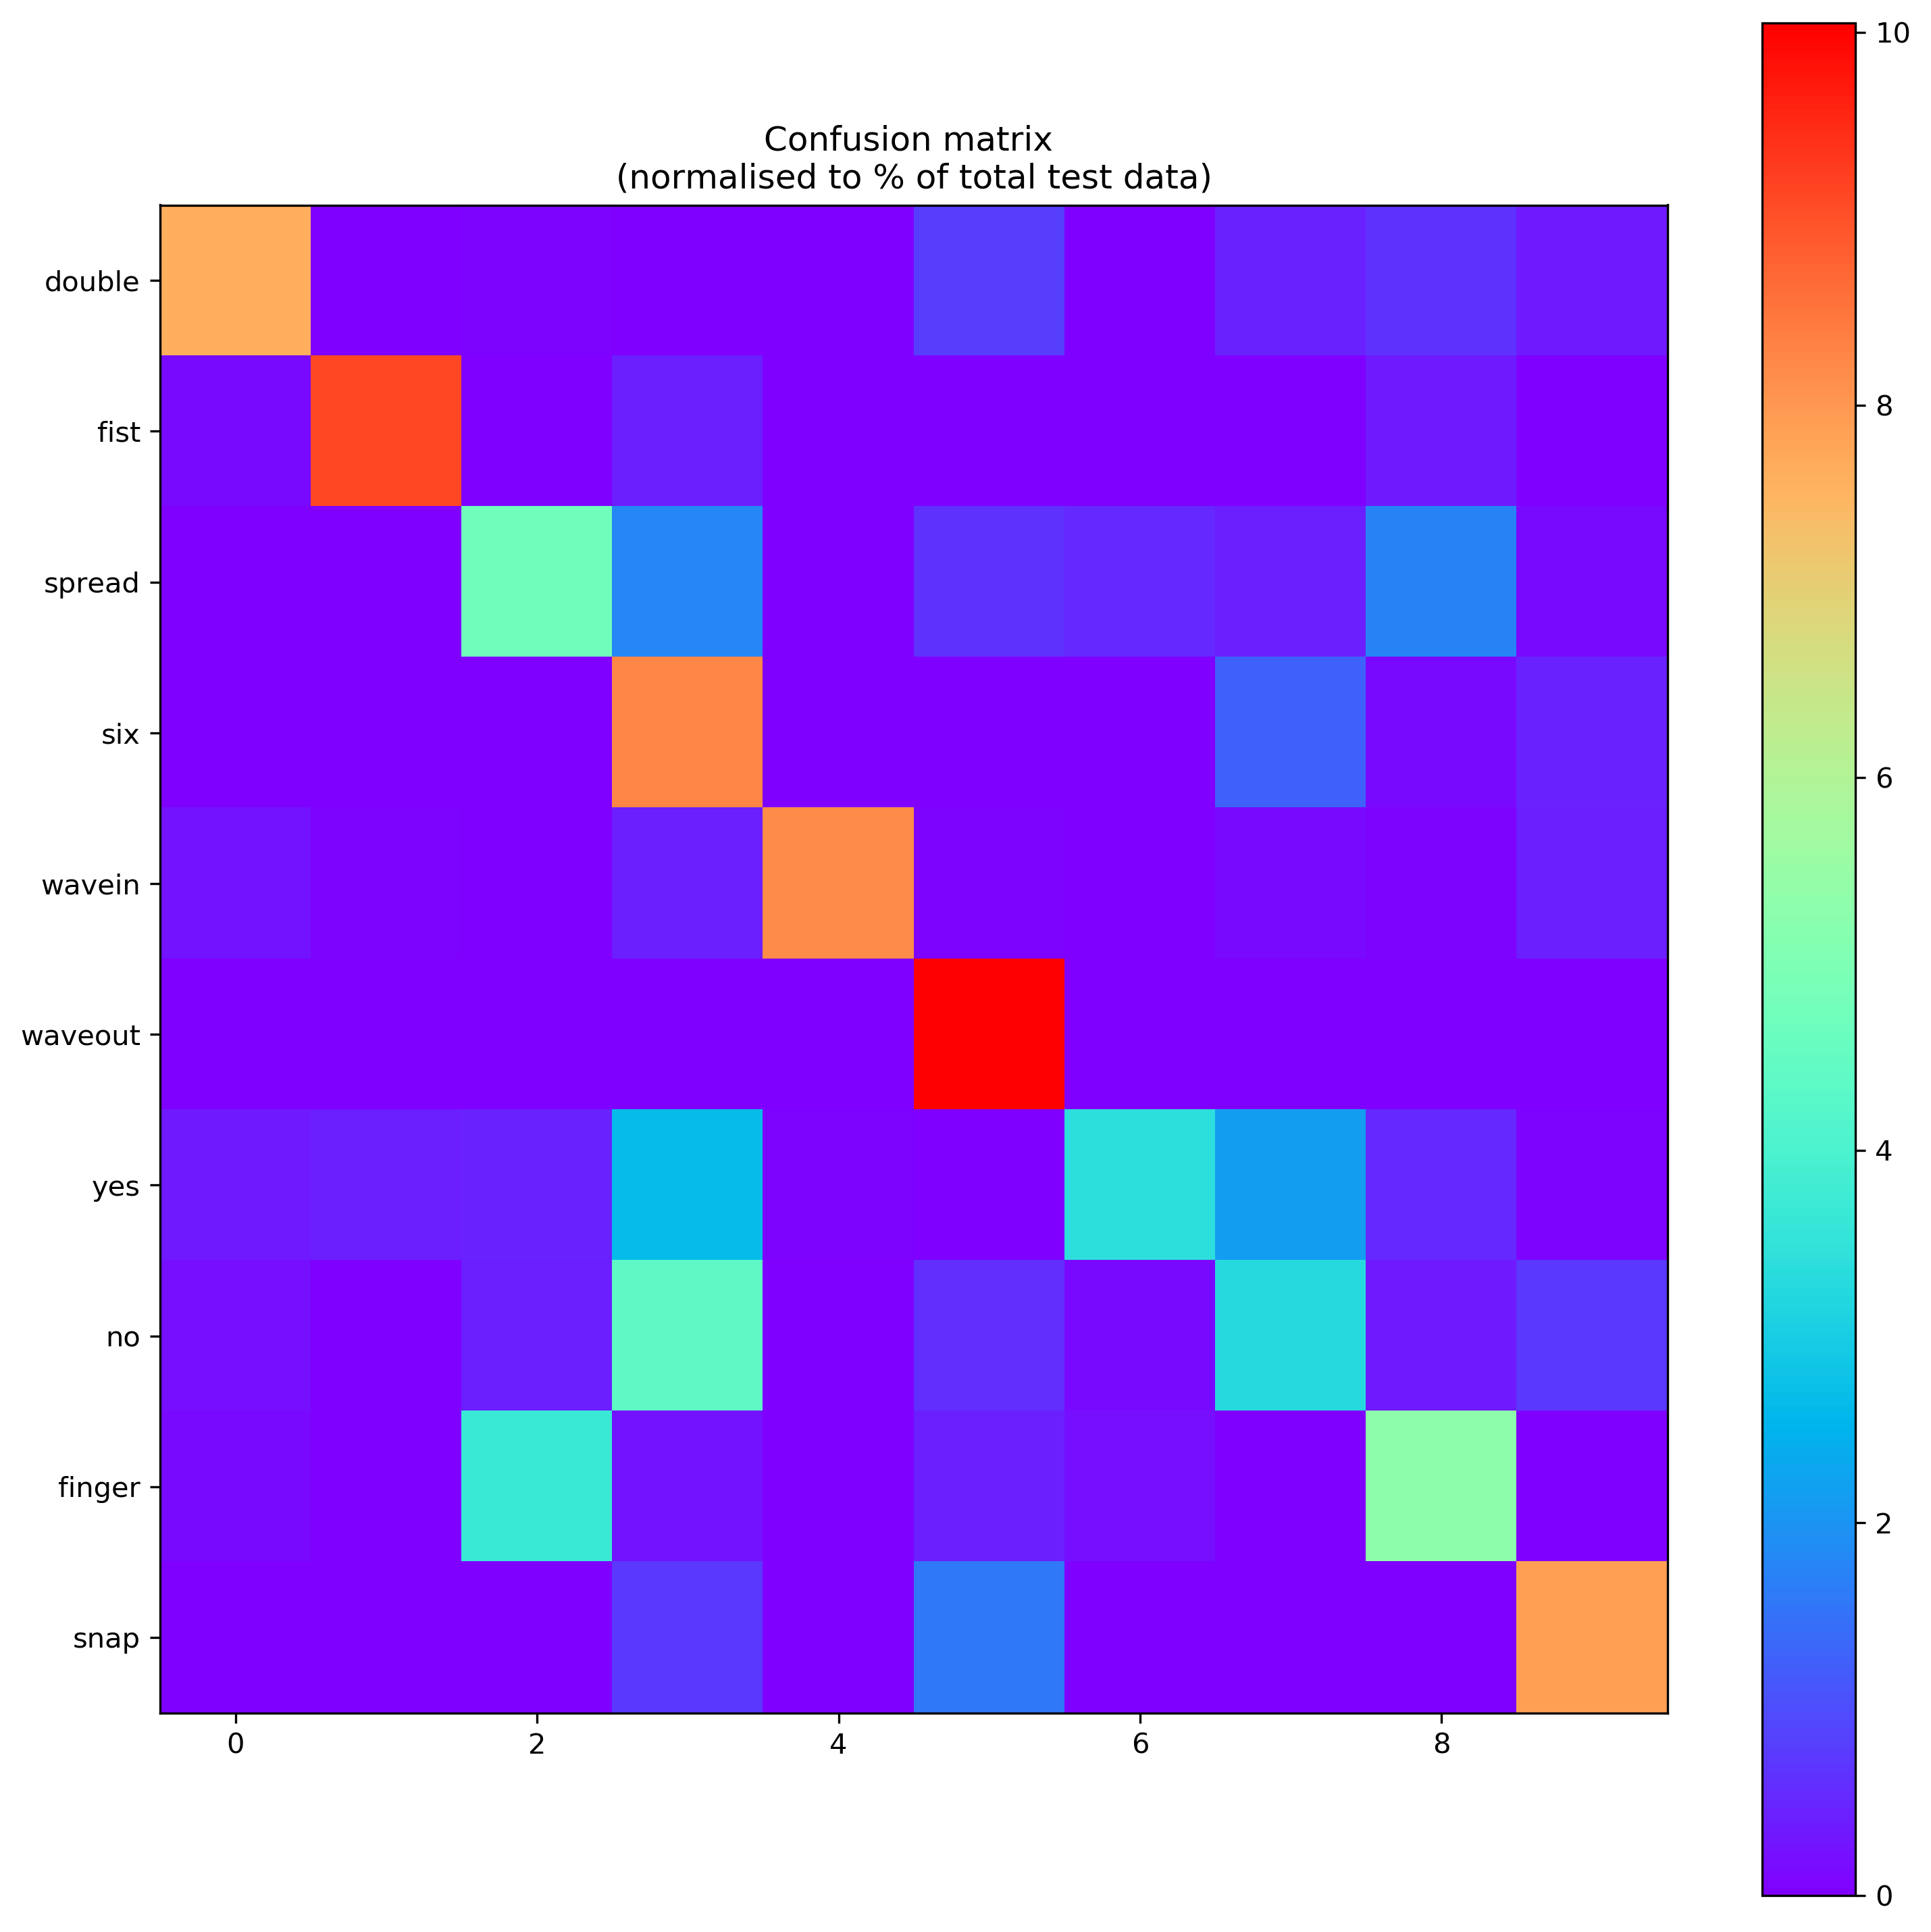 Confusion matrix
(normalised to % of total test data)
double
fist
spread
six
wavein
waveout
yes
no
finger
snap
0 2 4 6 8
10
8
6
4
2
0